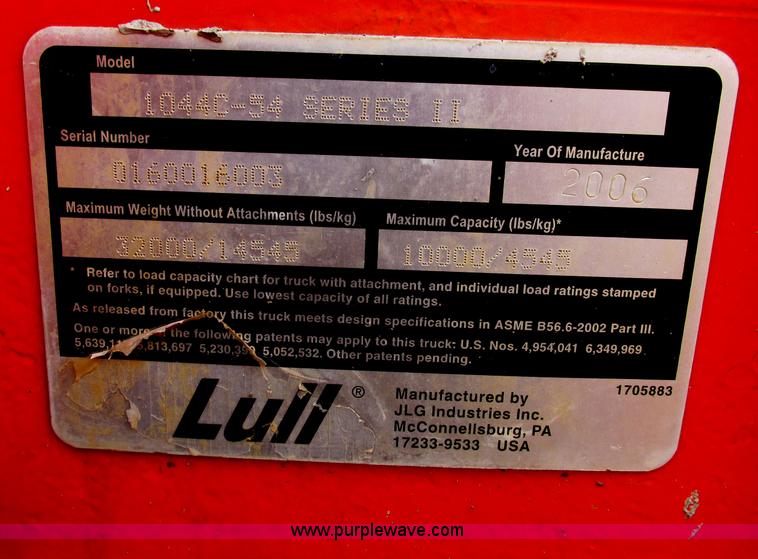 Model
1044C-54 SERIES II
Serial Number
Year Of Manufacture
0160016003
2006
Maximum Weight Without Attachments (lbs/kg)
Maximum Capacity (lbs/kg)*
32000/14545
10000/4545
* Refer to load capacity chart for truck with attachment, and individual load ratings stamped
on forks, if equipped. Use lowest capacity of all ratings.
As released from factory this truck meets design specifications in ASME B56.6-2002 Part III.
One or more of the following patents may apply to this truck: U.S. Nos. 4,954,041 6,349,969
5,813,697 5,052,532. Other patents pending.
1705883
Lull®
Manufactured by
JLG Industries Inc.
McConnellsburg, PA
17233-9533 USA
www.purplewave.com